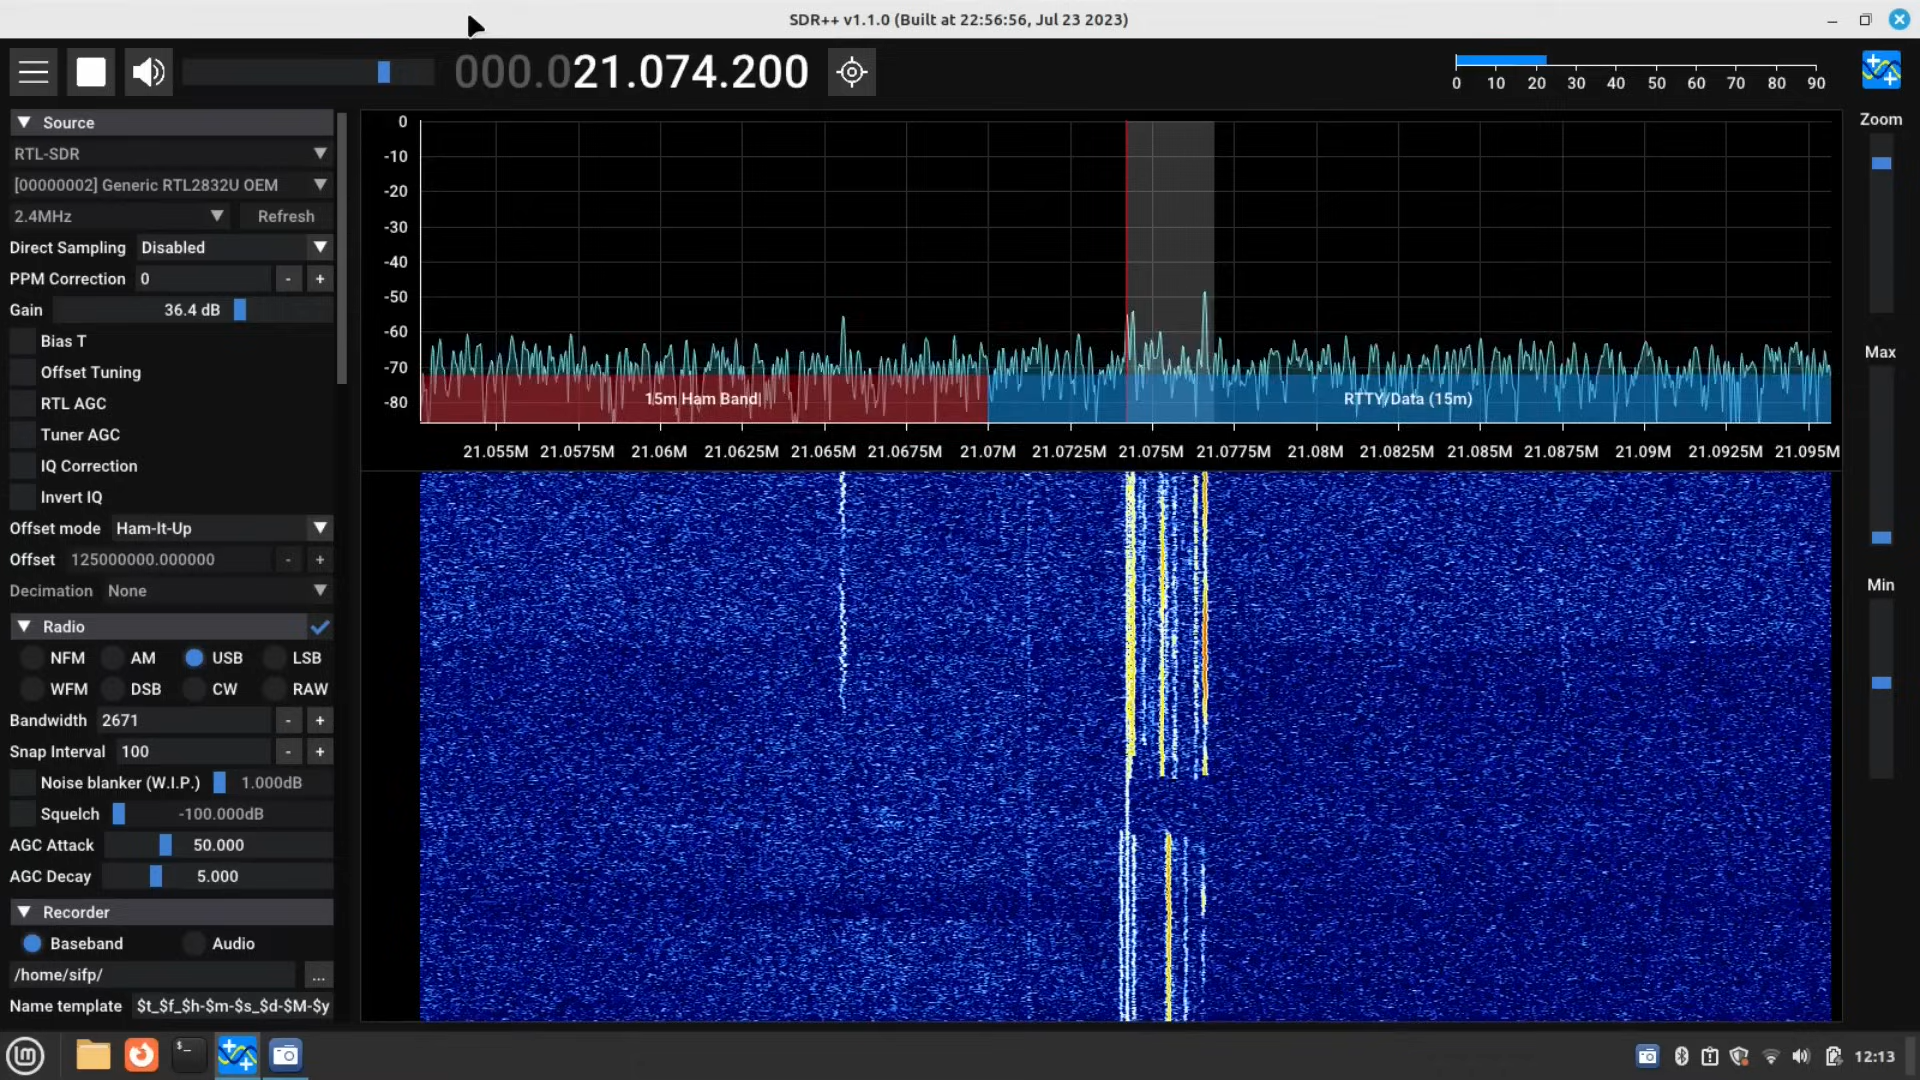 SDR++ v1.1.0 (Built at 22:56:56, Jul 23 2023)
000.021.074.200
0 10 20 30 40 50 60 70 80 90
Source
RTL-SDR
[00000002] Generic RTL2832U OEM
2.4MHz Refresh
Direct Sampling Disabled
PPM Correction 0 - +
Gain 36.4 dB
Bias T
Offset Tuning
RTL AGC
Tuner AGC
IQ Correction
Invert IQ
Offset mode Ham-It-Up
Offset 125000000.000000 - +
Decimation None
Radio
NFM AM USB LSB
WFM DSB CW RAW
Bandwidth 2671 - +
Snap Interval 100 - +
Noise blanker (W.I.P.) 1.000dB
Squelch -100.000dB
AGC Attack 50.000
AGC Decay 5.000
Recorder
Baseband Audio
/home/sifp/ ...
Name template $t_$f_$h-$m-$s_$d-$M-$y
0
-10
-20
-30
-40
-50
-60
-70
-80
15m Ham Band RTTY/Data (15m)
21.055M 21.0575M 21.06M 21.0625M 21.065M 21.0675M 21.07M 21.0725M 21.075M 21.0775M 21.08M 21.0825M 21.085M 21.0875M 21.09M 21.0925M 21.095M
Zoom
Max
Min
12:13